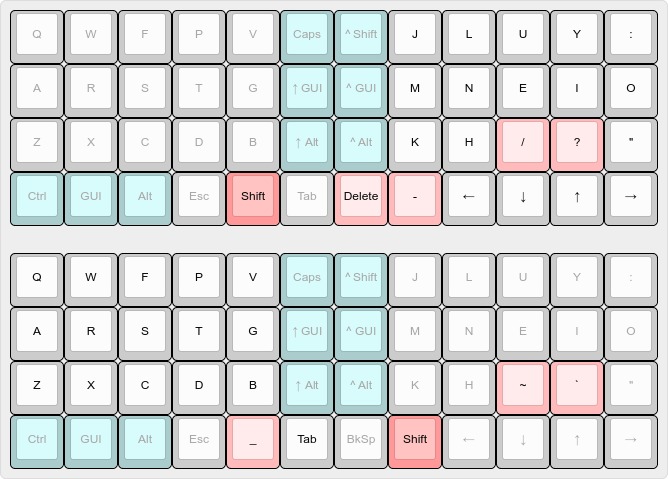 Q W F P V Caps ^ Shift J L U Y :
A R S T G ↑ GUI ^ GUI M N E I O
Z X C D B ↑ Alt ^ Alt K H / ? "
Ctrl GUI Alt Esc Shift Tab Delete - ← ↓ ↑ →
Q W F P V Caps ^ Shift J L U Y :
A R S T G ↑ GUI ^ GUI M N E I O
Z X C D B ↑ Alt ^ Alt K H ~ ` "
Ctrl GUI Alt Esc _ Tab BkSp Shift ← ↓ ↑ →